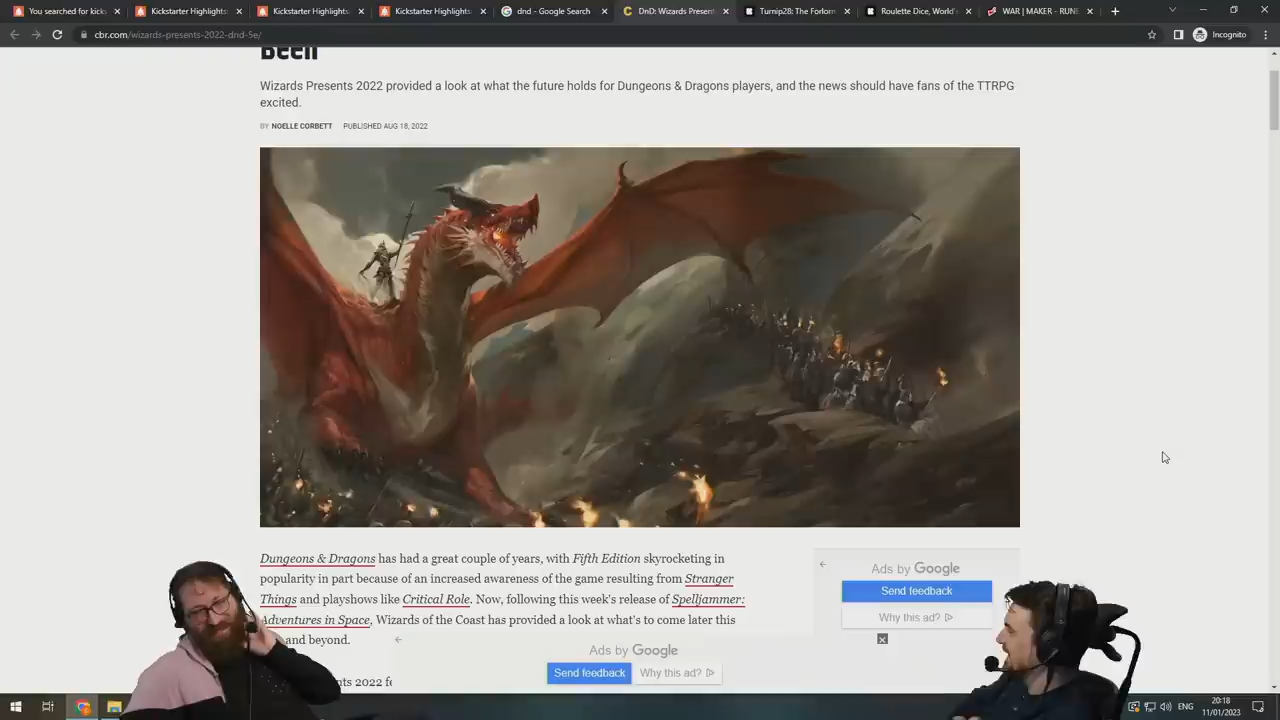 You searched for kicks
Kickstarter Highlights -
Kickstarter Highlights -
dnd - Google Search
Wizards Present
Turnip28: The Forlorn
Roulette Dice, World'
WAR | MAKER - RUN
cbr.com/wizards-presents-2022-dnd-5e/
Incognito
Been
Wizards Presents 2022 provided a look at what the future holds for Dungeons & Dragons players, and the news should have fans of the TTRPG
excited.
BY NOELLE CORBETT PUBLISHED AUG 18, 2022
Dungeons & Dragons has had a great couple of years, with Fifth Edition skyrocketing in
popularity in part because of an increased awareness of the game resulting from Stranger
Things and playshows like Critical Role. Now, following this week's release of Spelljammer:
Adventures in Space, Wizards of the Coast has provided a look at what's to come later this
and beyond.
nts 2022 fe
Ads by Google
Send feedback
Why this ad?
Ads by Google
Send feedback Why this ad?
ENG
20:18
11/01/2023